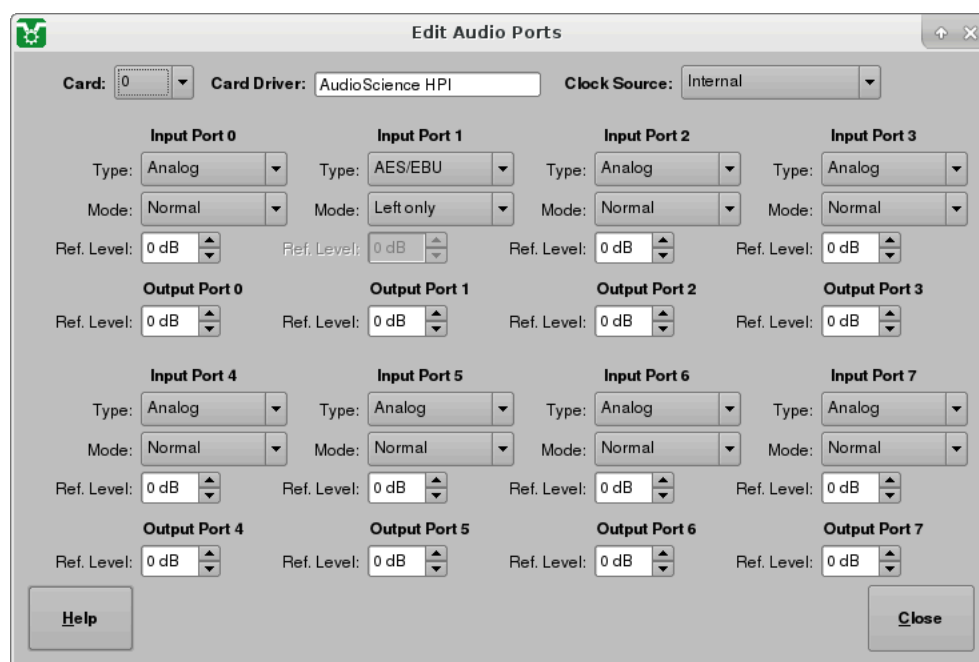 Edit Audio Ports
Card: 0 Card Driver: AudioScience HPI Clock Source: Internal
Input Port 0 Input Port 1 Input Port 2 Input Port 3
Type: Analog Type: AES/EBU Type: Analog Type: Analog
Mode: Normal Mode: Left only Mode: Normal Mode: Normal
Ref. Level: 0 dB Ref. Level: 0 dB Ref. Level: 0 dB Ref. Level: 0 dB
Output Port 0 Output Port 1 Output Port 2 Output Port 3
Ref. Level: 0 dB Ref. Level: 0 dB Ref. Level: 0 dB Ref. Level: 0 dB
Input Port 4 Input Port 5 Input Port 6 Input Port 7
Type: Analog Type: Analog Type: Analog Type: Analog
Mode: Normal Mode: Normal Mode: Normal Mode: Normal
Ref. Level: 0 dB Ref. Level: 0 dB Ref. Level: 0 dB Ref. Level: 0 dB
Output Port 4 Output Port 5 Output Port 6 Output Port 7
Ref. Level: 0 dB Ref. Level: 0 dB Ref. Level: 0 dB Ref. Level: 0 dB
Help Close